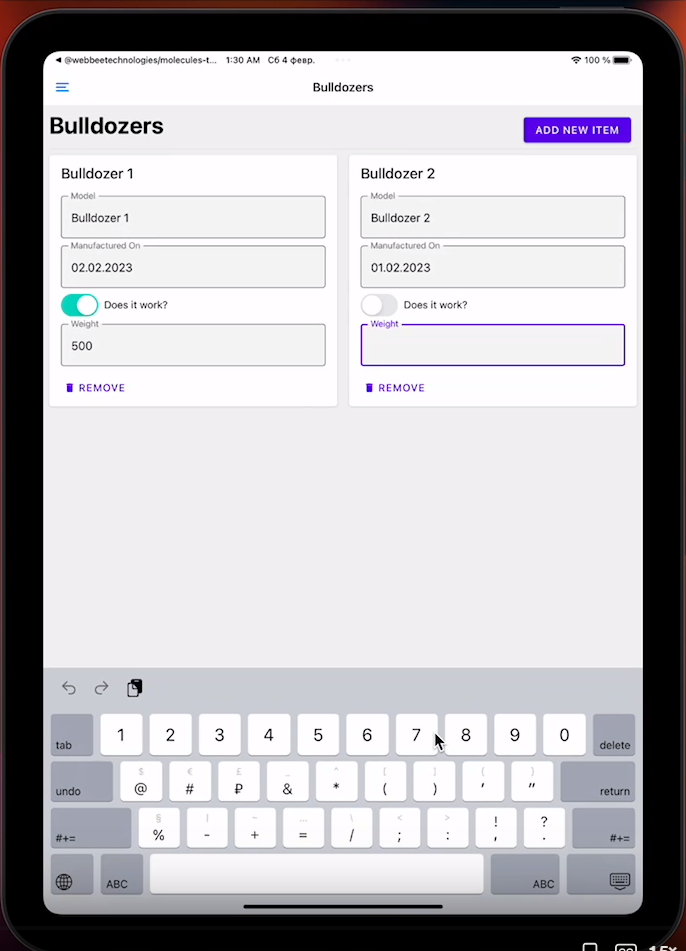 ◀ @webbeetechnologies/molecules-t... 1:30 AM Сб 4 февр. 100 %
Bulldozers
Bulldozers
ADD NEW ITEM
Bulldozer 1
Model
Bulldozer 1
Manufactured On
02.02.2023
Does it work?
Weight
500
REMOVE
Bulldozer 2
Model
Bulldozer 2
Manufactured On
01.02.2023
Does it work?
Weight
REMOVE
tab 1 2 3 4 5 6 7 8 9 0 delete
$ € £ _ ^ [ ] { }
undo @ # ₽ & * ( ) ' " return
§ | ~ … \ < > ! ?
#+= % - + = / ; : , . #+=
ABC ABC
CC 1.5×